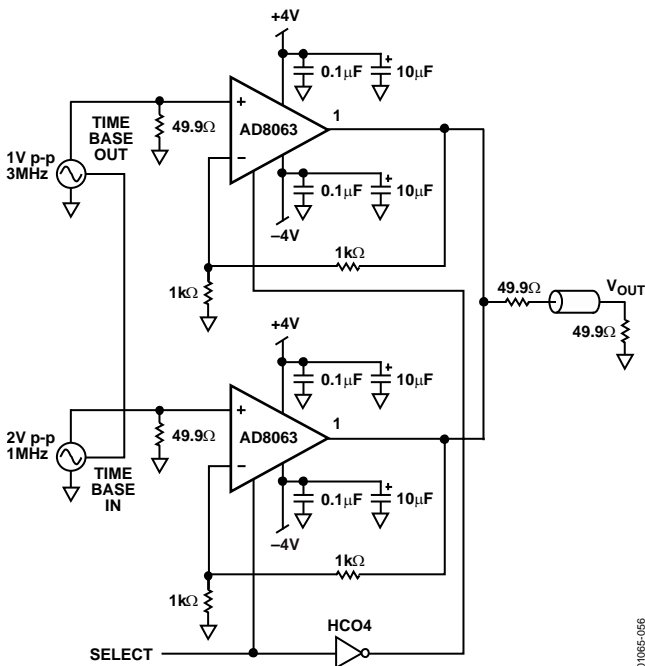 +4V
+
0.1µF
10µF
+
TIME
BASE
OUT
49.9Ω
AD8063
1
1V p-p
3MHz
–
+
0.1µF
10µF
–4V
1kΩ
1kΩ
49.9Ω
VOUT
49.9Ω
+4V
+
0.1µF
10µF
+
AD8063
1
2V p-p
1MHz
49.9Ω
TIME
BASE
IN
–
+
0.1µF
10µF
–4V
1kΩ
1kΩ
HCO4
SELECT
01065-056